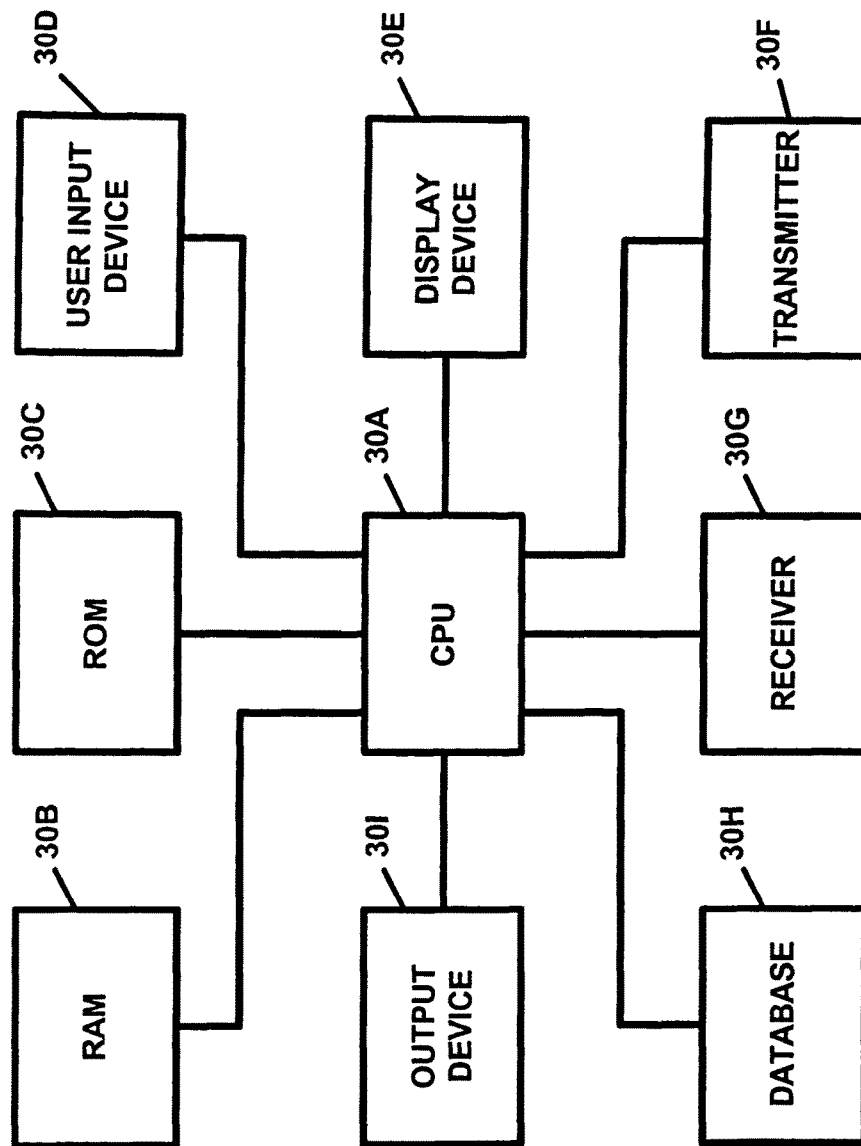 30B
RAM
30C
ROM
30D
USER INPUT
DEVICE
30I
OUTPUT
DEVICE
30A
CPU
30E
DISPLAY
DEVICE
30H
DATABASE
30G
RECEIVER
30F
TRANSMITTER